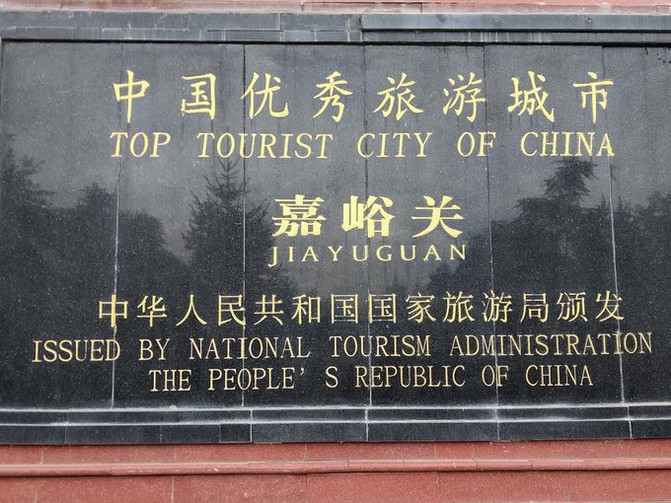 中国优秀旅游城市
TOP TOURIST CITY OF CHINA
嘉峪关
JIAYUGUAN
中华人民共和国国家旅游局颁发
ISSUED BY NATIONAL TOURISM ADMINISTRATION
THE PEOPLE' S REPUBLIC OF CHINA